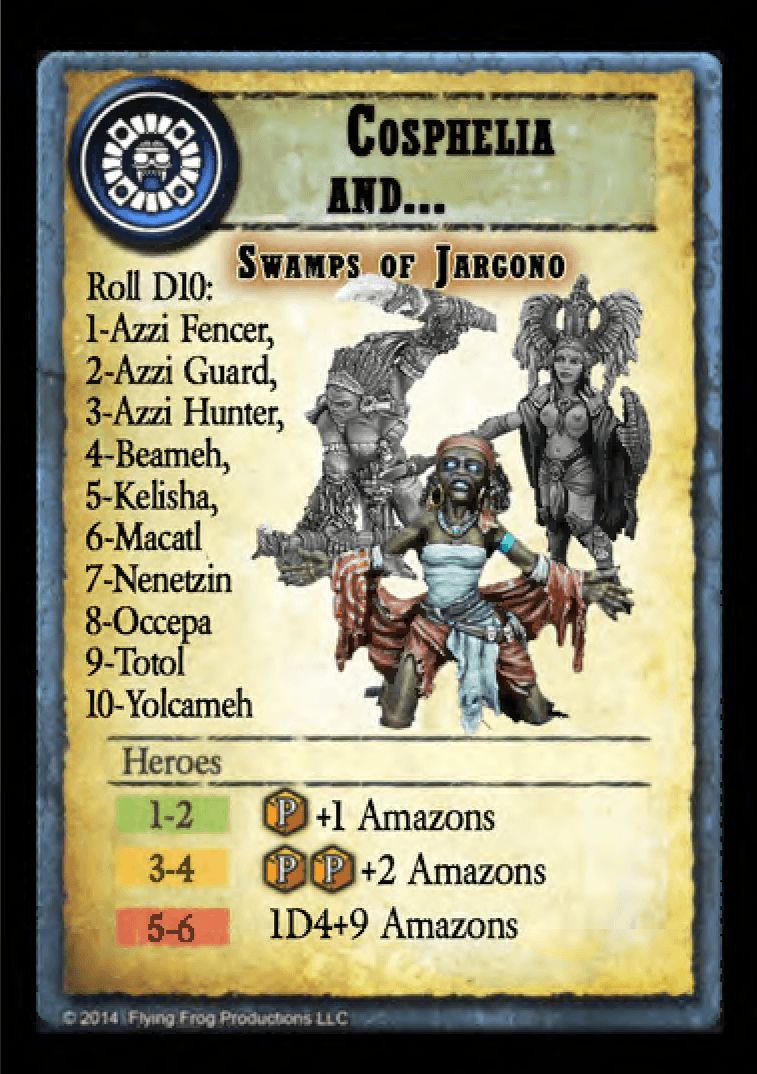 COSPHELIA
AND...
SWAMPS OF JARGONO
Roll D10:
1-Azzi Fencer,
2-Azzi Guard,
3-Azzi Hunter,
4-Beameh,
5-Kelisha,
6-Macatl
7-Nenetzin
8-Occepa
9-Totol
10-Yolcameh
Heroes
1-2 P +1 Amazons
3-4 P P +2 Amazons
5-6 1D4+9 Amazons
© 2014 Flying Frog Productions LLC